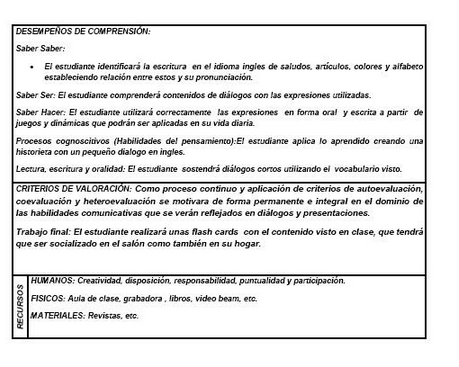 DESEMPEÑOS DE COMPRENSIÓN:
Saber Saber:
• El estudiante identificará la escritura en el idioma ingles de saludos, artículos, colores y alfabeto
estableciendo relación entre estos y su pronunciación.
Saber Ser: El estudiante comprenderá contenidos de diálogos con las expresiones utilizadas.
Saber Hacer: El estudiante utilizará correctamente las expresiones en forma oral y escrita a partir de
juegos y dinámicas que podrán ser aplicadas en su vida diaria.
Procesos cognoscitivos (Habilidades del pensamiento):El estudiante aplica lo aprendido creando una
historieta con un pequeño dialogo en ingles.
Lectura, escritura y oralidad: El estudiante sostendrá diálogos cortos utilizando el vocabulario visto.
CRITERIOS DE VALORACIÓN: Como proceso continuo y aplicación de criterios de autoevaluación,
coevaluación y heteroevaluación se motivara de forma permanente e integral en el dominio de
las habilidades comunicativas que se verán reflejados en diálogos y presentaciones.
Trabajo final: El estudiante realizará unas flash cards con el contenido visto en clase, que tendrá
que ser socializado en el salón como también en su hogar.
RECURSOS
HUMANOS: Creatividad, disposición, responsabilidad, puntualidad y participación.
FISICOS: Aula de clase, grabadora , libros, video beam, etc.
MATERIALES: Revistas, etc.